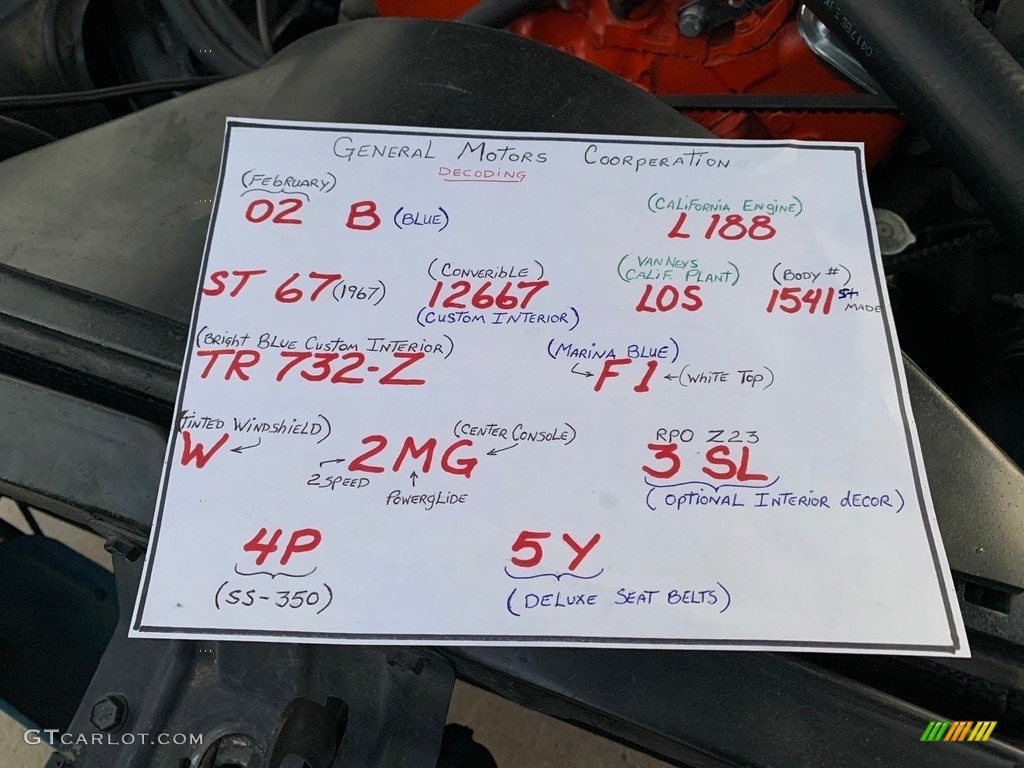 GENERAL MOTORS COORPERATION
DECODING
(FEBRUARY)
02 B (BLUE)
(CALIFORNIA ENGINE)
L 188
ST 67 (1967)
(CONVERIBLE)
12667
(CUSTOM INTERIOR)
(VAN NEYS
CALIF. PLANT)
LOS
(BODY #)
1541 St
MADE
(BRIGHT BLUE CUSTOM INTERIOR)
TR 732-Z
(MARINA BLUE)
F 1 (WHITE TOP)
(TINTED WINDSHIELD)
W
(CENTER CONSOLE)
2MG
2 SPEED
POWERGLIDE
RPO Z23
3 SL
(OPTIONAL INTERIOR dECOR)
4P
(SS-350)
5Y
(DELUXE SEAT BELTS)
GTCARLOT.COM